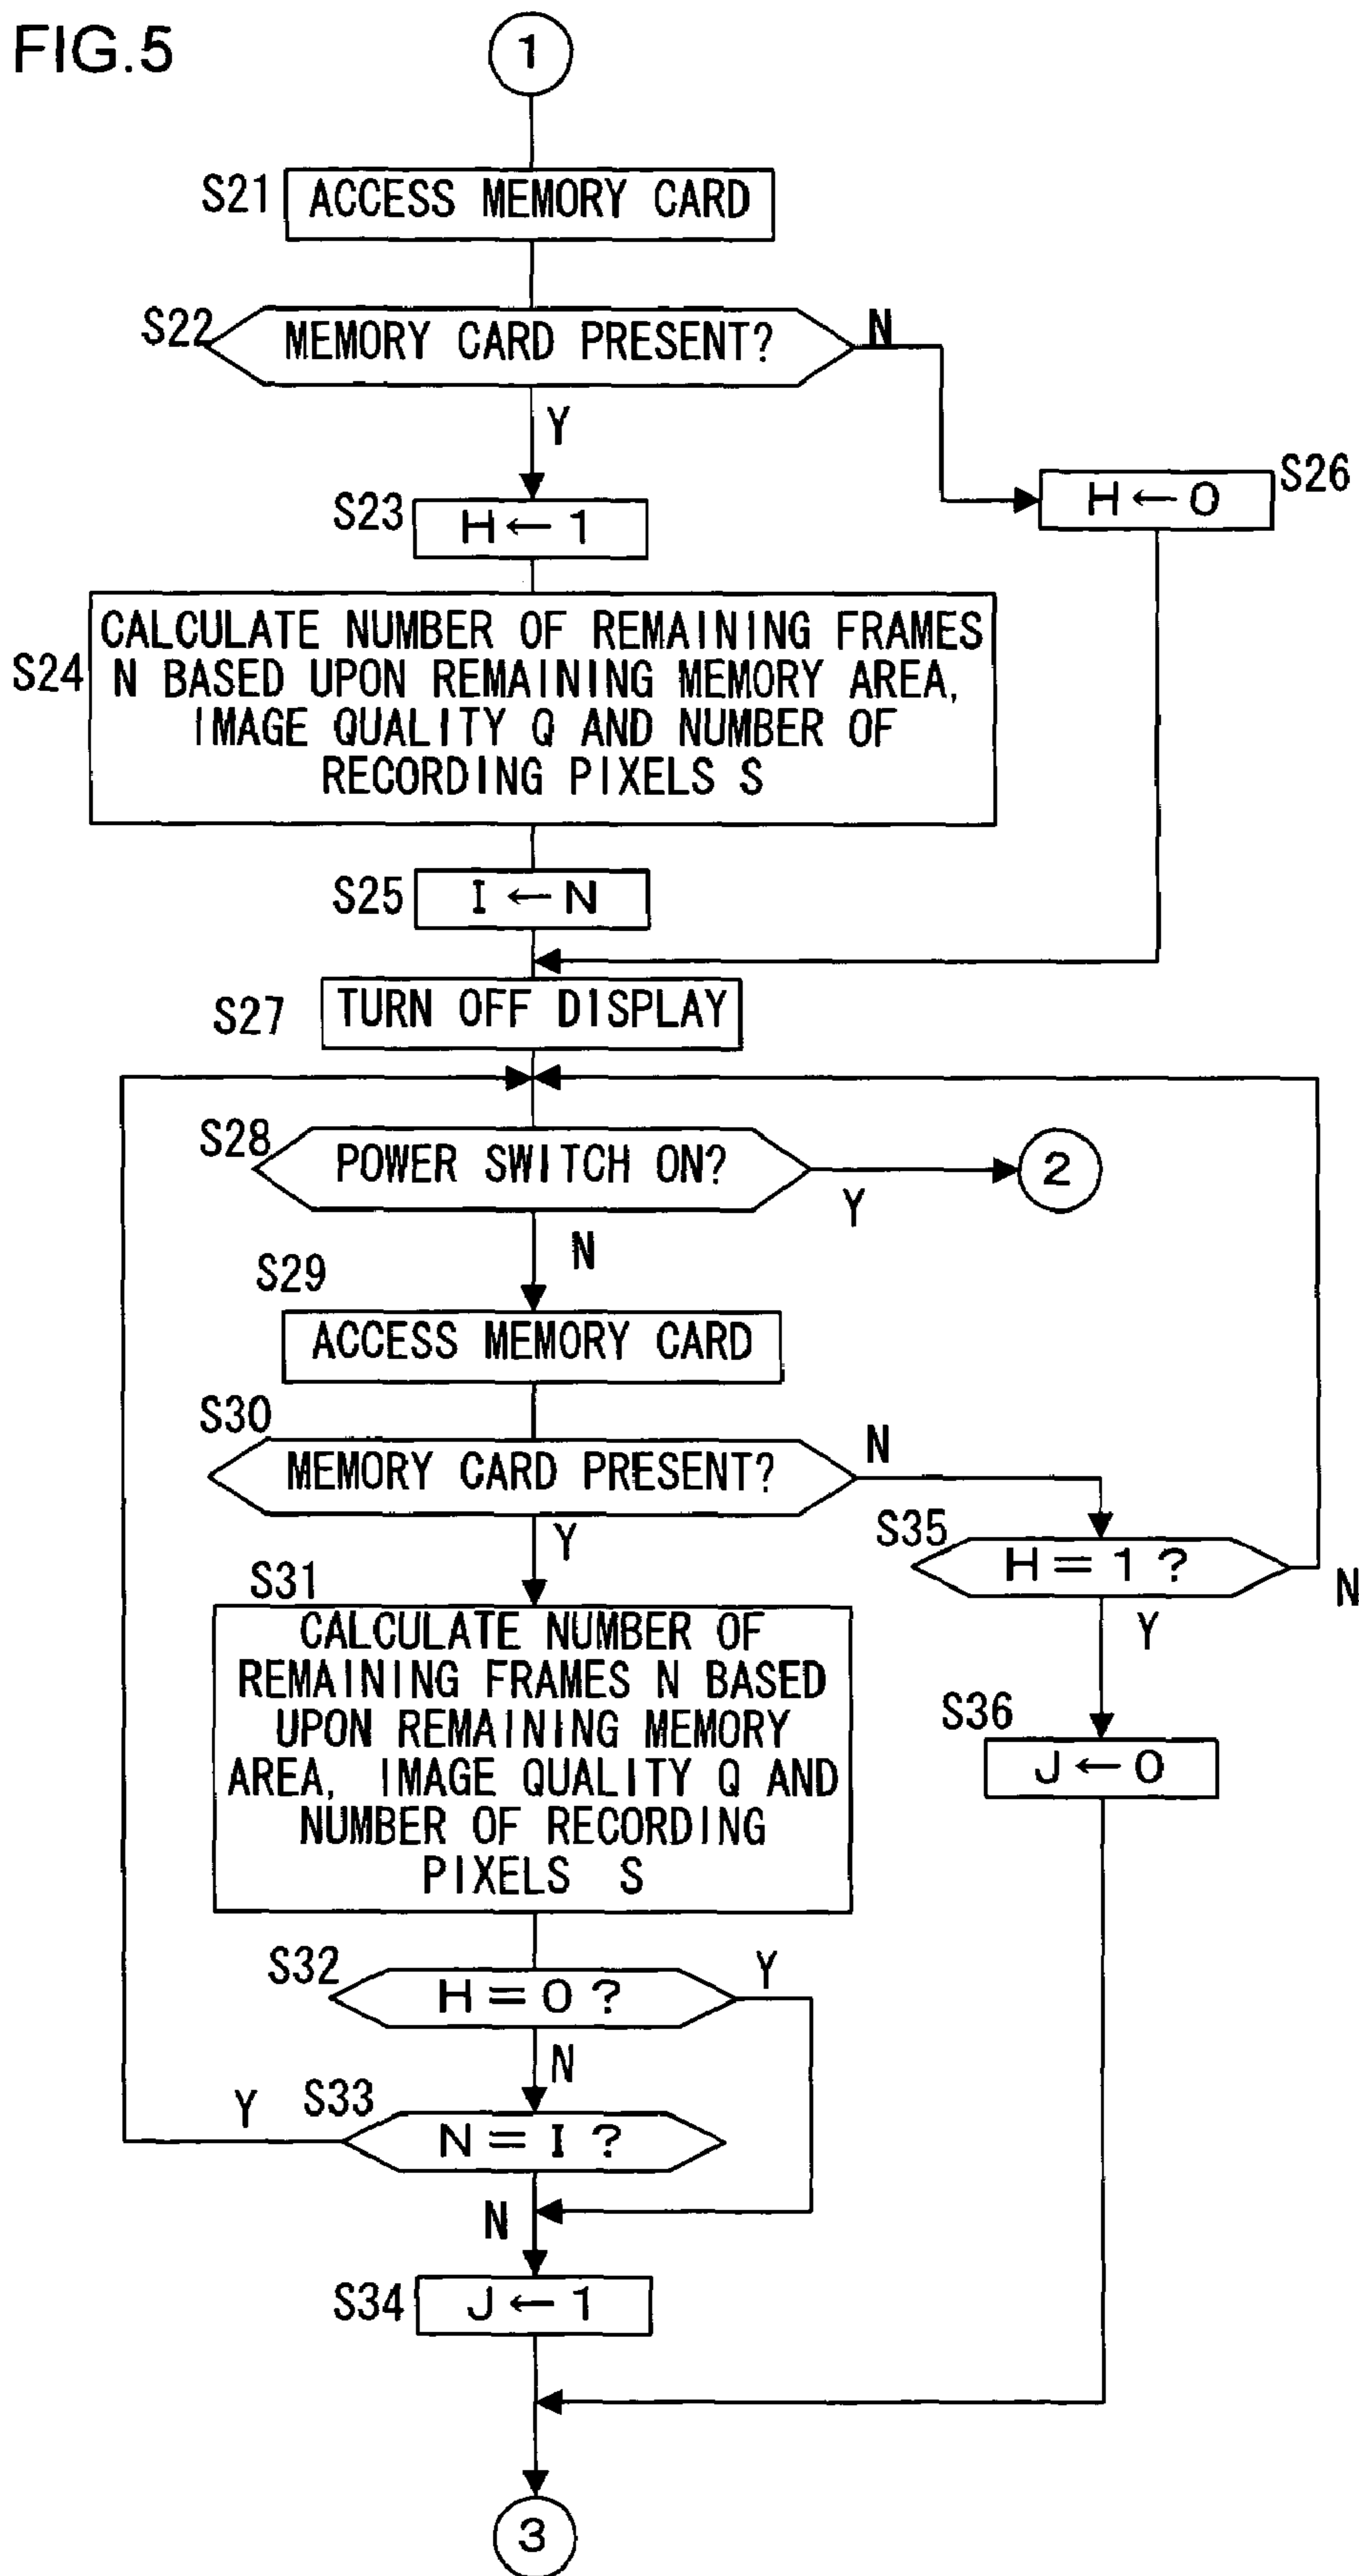 FIG.5
1
S21
ACCESS MEMORY CARD
S22
MEMORY CARD PRESENT?
N
Y
S23
H ← 1
S26
H ← 0
S24
CALCULATE NUMBER OF REMAINING FRAMES
N BASED UPON REMAINING MEMORY AREA,
IMAGE QUALITY Q AND NUMBER OF
RECORDING PIXELS S
S25
I ← N
S27
TURN OFF DISPLAY
S28
POWER SWITCH ON?
Y
2
N
S29
ACCESS MEMORY CARD
S30
MEMORY CARD PRESENT?
N
Y
S35
H = 1 ?
N
Y
S31
CALCULATE NUMBER OF
REMAINING FRAMES N BASED
UPON REMAINING MEMORY
AREA, IMAGE QUALITY Q AND
NUMBER OF RECORDING
PIXELS S
S36
J ← 0
S32
H = 0 ?
Y
N
S33
N = I ?
Y
N
S34
J ← 1
3